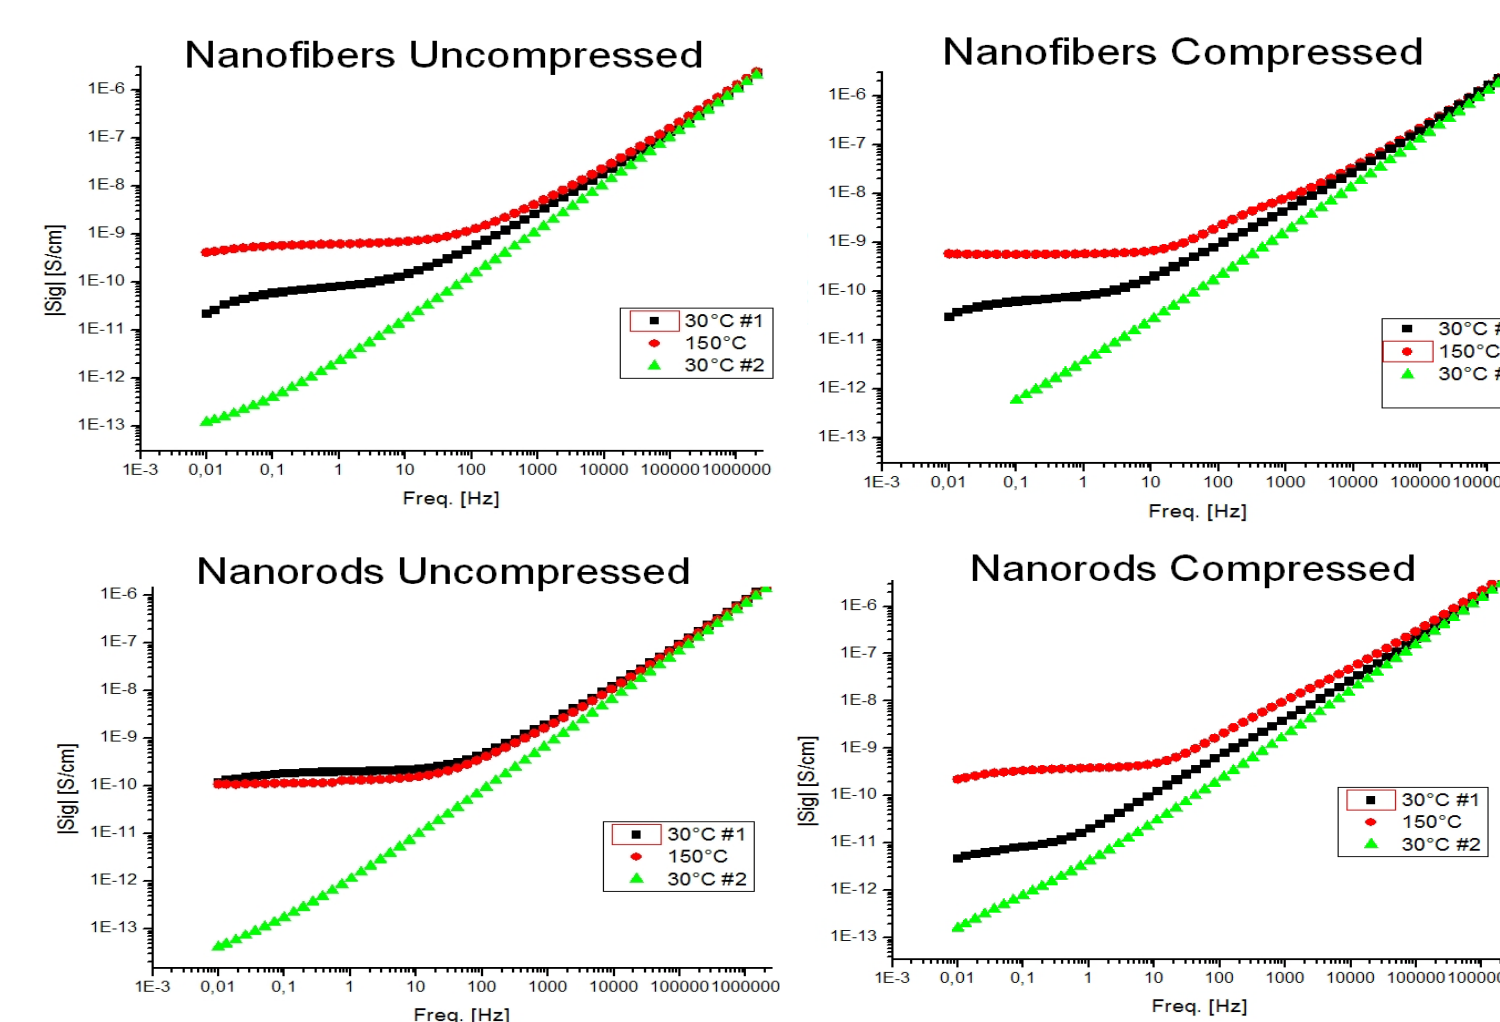 Nanofibers Uncompressed
|Sig| [S/cm]
1E-6
1E-7
1E-8
1E-9
1E-10
1E-11
1E-12
1E-13
30°C #1
150°C
30°C #2
1E-3 0,01 0,1 1 10 100 1000 10000 100000 1000000
Freq. [Hz]
Nanofibers Compressed
1E-6
1E-7
1E-8
1E-9
1E-10
1E-11
1E-12
1E-13
30°C #
150°C
30°C #
1E-3 0,01 0,1 1 10 100 1000 10000 100000 10000
Freq. [Hz]
Nanorods Uncompressed
|Sig| [S/cm]
1E-6
1E-7
1E-8
1E-9
1E-10
1E-11
1E-12
1E-13
30°C #1
150°C
30°C #2
1E-3 0,01 0,1 1 10 100 1000 10000 100000 1000000
Freq. [Hz]
Nanorods Compressed
|Sig| [S/cm]
1E-6
1E-7
1E-8
1E-9
1E-10
1E-11
1E-12
1E-13
30°C #1
150°C
30°C #2
1E-3 0,01 0,1 1 10 100 1000 10000 100000 10000
Freq. [Hz]